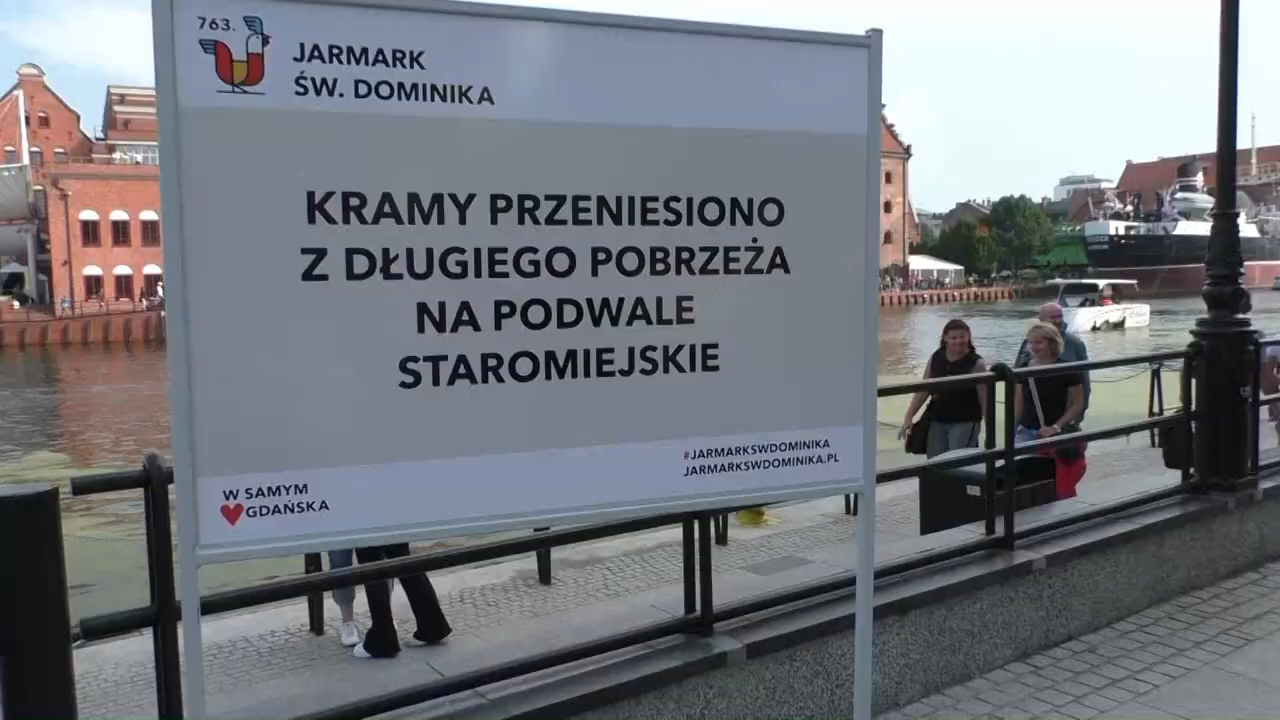 763.
JARMARK
ŚW. DOMINIKA
KRAMY PRZENIESIONO
Z DŁUGIEGO POBRZEŻA
NA PODWALE
STAROMIEJSKIE
#JARMARKSWDOMINIKA
JARMARKSWDOMINIKA.PL
W SAMYM
GDAŃSKA